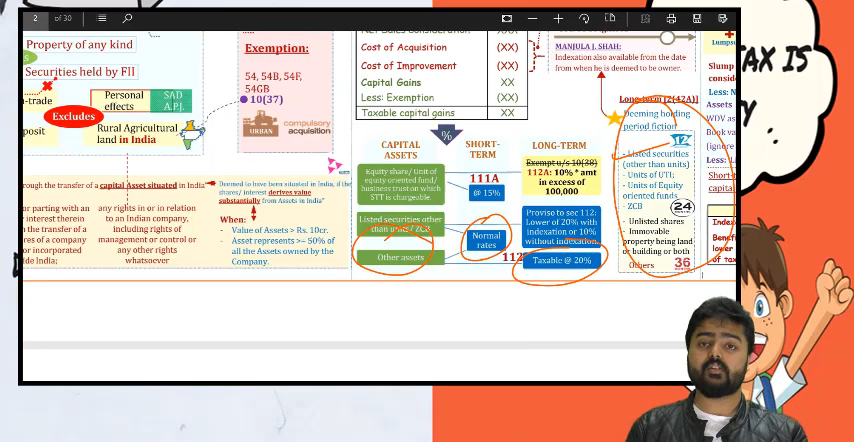 2 of 30
Property of any kind
Securities held by FII
Personal
effects
SAD
A.P.J.
Excludes
Rural Agricultural
land in India
Exemption:
54, 54B, 54F,
54GB
10(37)
URBAN
compulsory
acquisition
Cost of Acquisition (XX)
Cost of Improvement (XX)
Capital Gains XX
Less: Exemption (XX)
Taxable capital gains XX
MANJULA J. SHAH:
Indexation also available from the date
from when he is deemed to be owner.
Long-term [2(42A)]
Deeming holding
period fiction
12
- Listed securities
(other than units)
- Units of UTI;
- Units of Equity
oriented funds
- ZCB
24
- Unlisted shares
- Immovable
property being land
or building or both
Others 36
Slump
Less: N
Assets
WDV as
Book va
(ignore
Less: Li
Short-
capital
Index
Benefi
lower
of tax
AX IS
%
CAPITAL
ASSETS
SHORT-
TERM
LONG-
TERM
Equity share/ Unit of
equity oriented fund/
business trust on which
STT is chargeable.
111A
@ 15%
Exempt u/s 10(38)
112A: 10% * amt
in excess of
100,000
Listed securities other
than units / ZCB
Normal
rates
Proviso to sec 112:
Lower of 20% with
indexation or 10%
without indexation.
Other assets
112
Taxable @ 20%
rough the transfer of a capital Asset situated in India
or parting with an
interest therein
n the transfer of a
res of a company
or incorporated
de India;
any rights in or in relation
to an Indian company,
including rights of
management or control or
any other rights
whatsoever
Deemed to have been situated in India, if the
shares/ interest derives value
substantially from Assets in India"
When:
- Value of Assets > Rs. 10cr.
- Asset represents >= 50% of
all the Assets owned by the
Company.